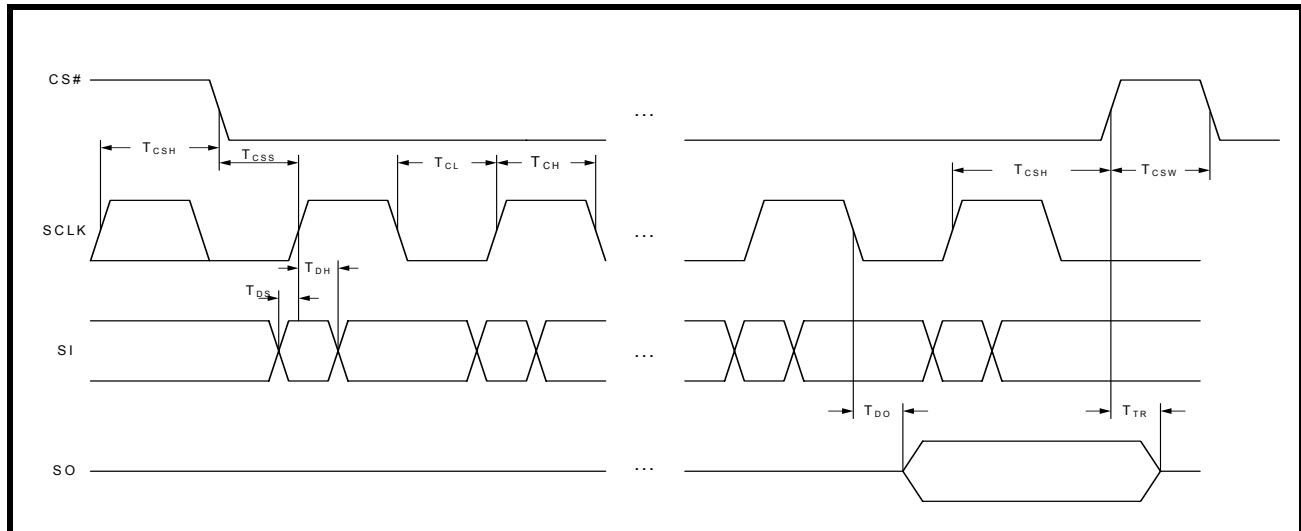 CS#
...
TCSH
TCSS
TCL
TCH
TCSH
TCSW
SCLK
...
TDH
TDS
SI
...
TDO
TTR
SO
...